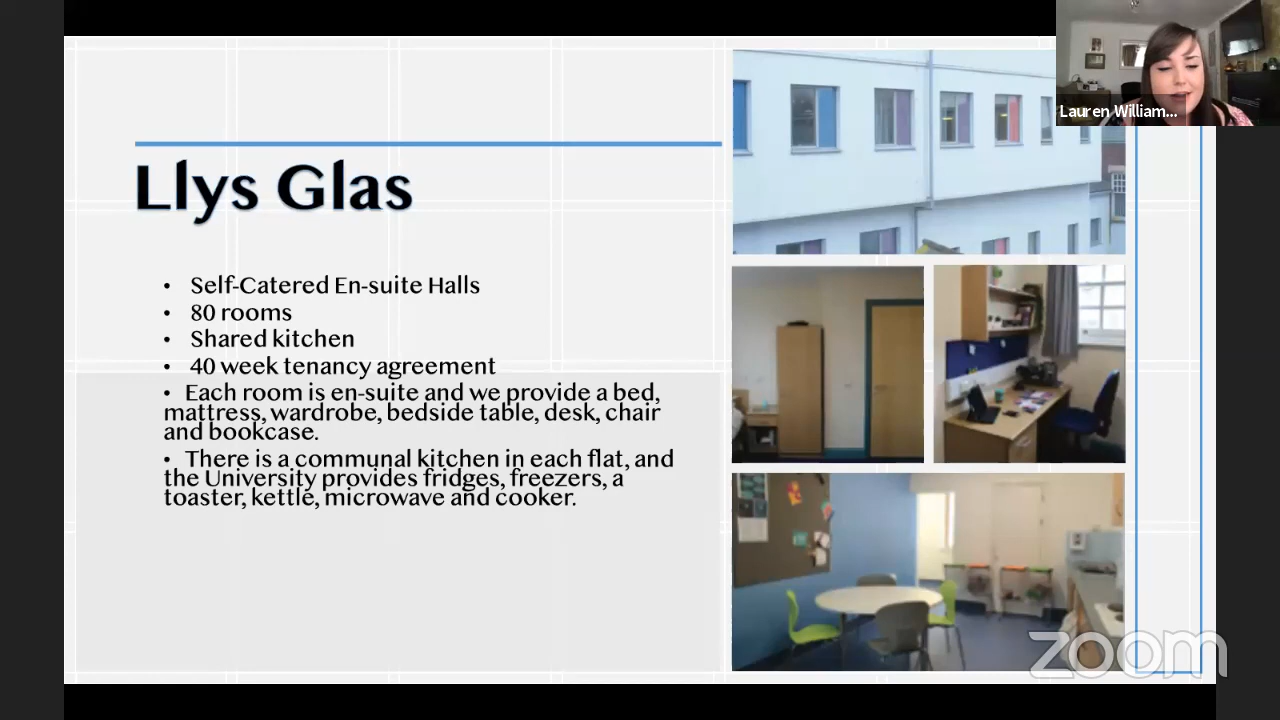 Lauren William...
Llys Glas
• Self-Catered En-suite Halls
• 80 rooms
• Shared kitchen
• 40 week tenancy agreement
• Each room is en-suite and we provide a bed,
mattress, wardrobe, bedside table, desk, chair
and bookcase.
• There is a communal kitchen in each flat, and
the University provides fridges, freezers, a
toaster, kettle, microwave and cooker.
zoom